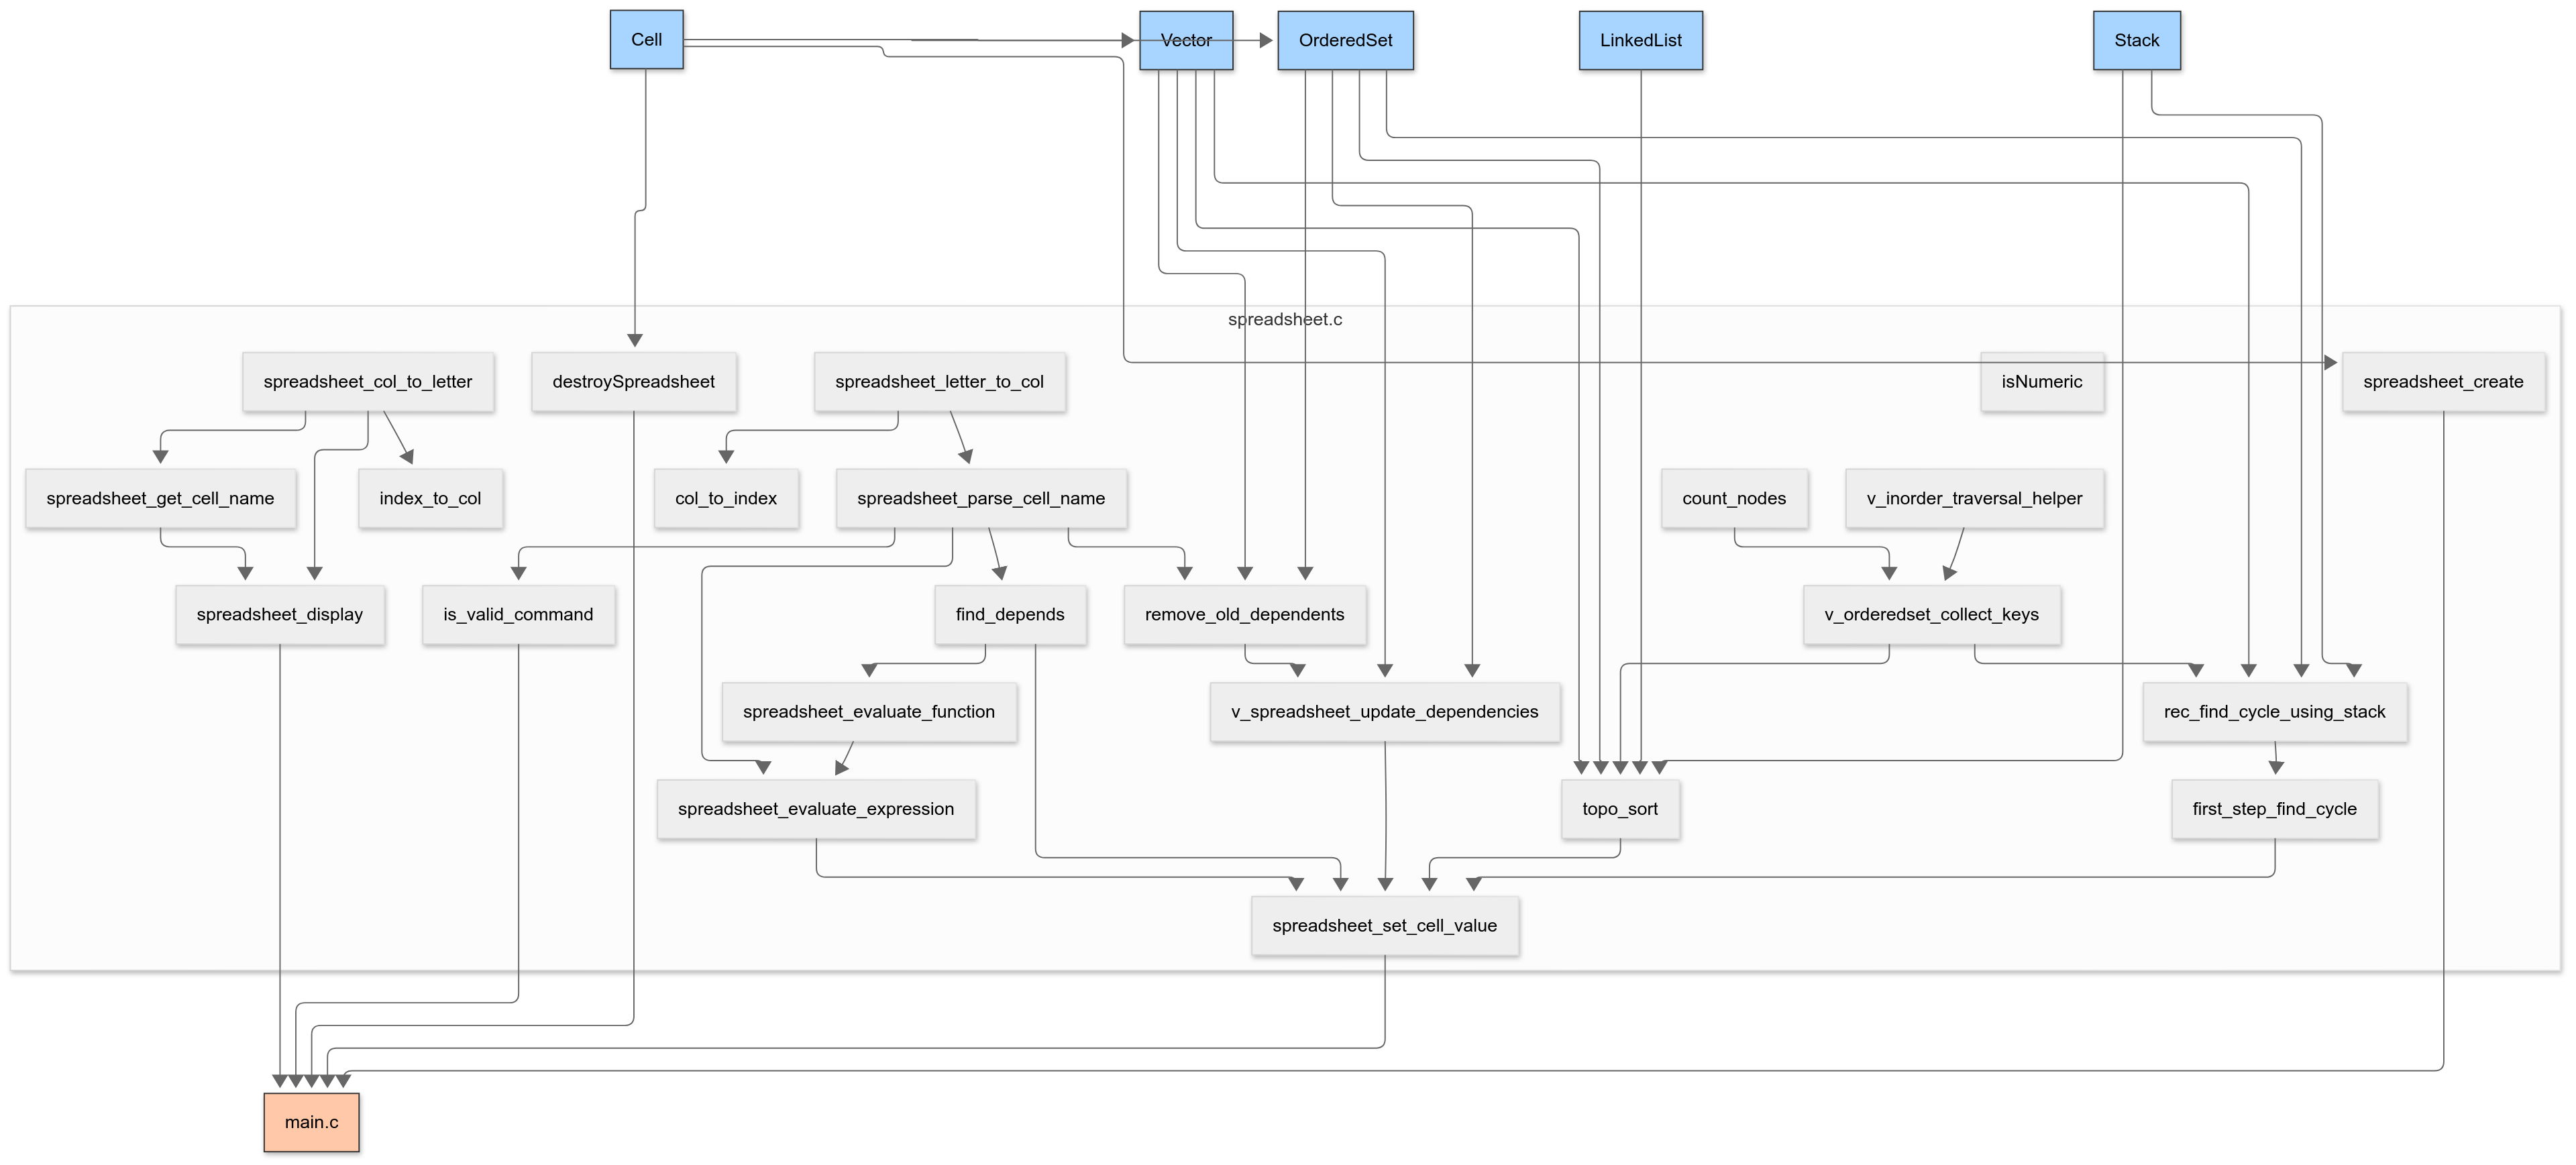 Cell
Vector
OrderedSet
LinkedList
Stack
spreadsheet.c
spreadsheet_col_to_letter
destroySpreadsheet
spreadsheet_letter_to_col
isNumeric
spreadsheet_create
spreadsheet_get_cell_name
index_to_col
col_to_index
spreadsheet_parse_cell_name
count_nodes
v_inorder_traversal_helper
spreadsheet_display
is_valid_command
find_depends
remove_old_dependents
v_orderedset_collect_keys
spreadsheet_evaluate_function
v_spreadsheet_update_dependencies
rec_find_cycle_using_stack
spreadsheet_evaluate_expression
topo_sort
first_step_find_cycle
spreadsheet_set_cell_value
main.c